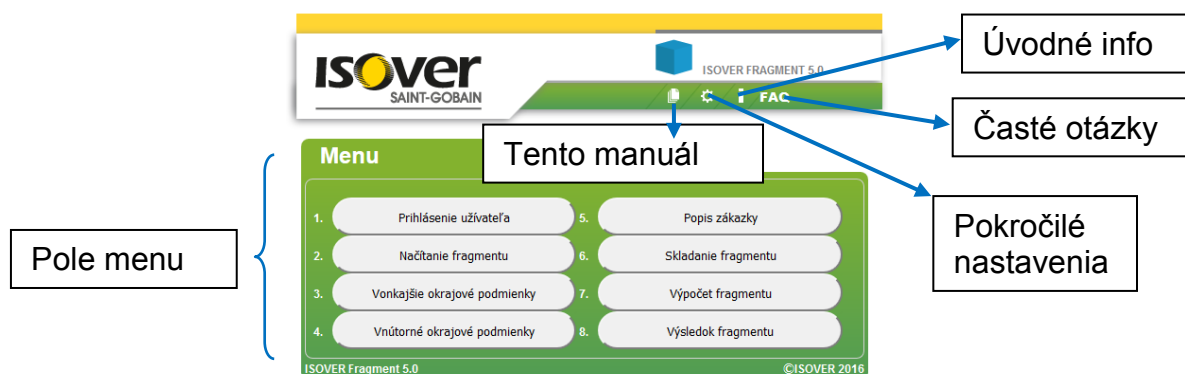 ISOVER
SAINT-GOBAIN
ISOVER FRAGMENT 5.0
FAQ
Úvodné info
Časté otázky
Tento manuál
Pokročilé
nastavenia
Pole menu
Menu
1. Prihlásenie užívateľa
2. Načítanie fragmentu
3. Vonkajšie okrajové podmienky
4. Vnútorné okrajové podmienky
5. Popis zákazky
6. Skladanie fragmentu
7. Výpočet fragmentu
8. Výsledok fragmentu
ISOVER Fragment 5.0
©ISOVER 2016